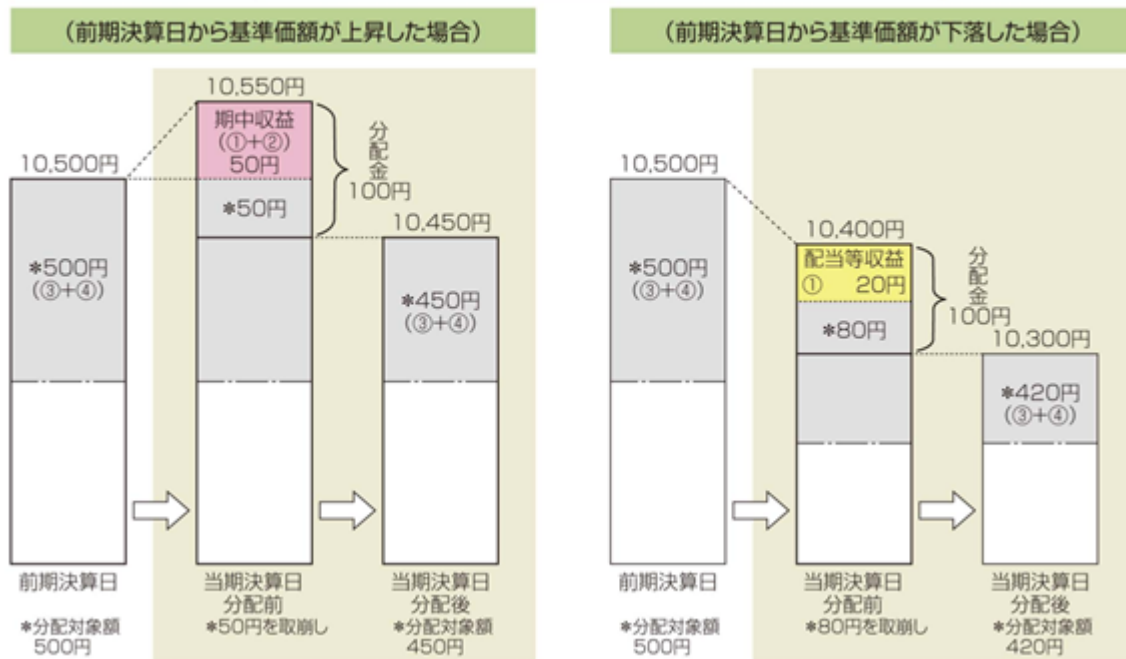 (前期決算日から基準価額が上昇した場合)
10,500円
*500円
(③+④)
前期決算日
*分配対象額
500円
10,550円
期中収益
(①+②)
50円
*50円
分配金
100円
当期決算日
分配前
*50円を取崩し
10,450円
*450円
(③+④)
当期決算日
分配後
*分配対象額
450円
(前期決算日から基準価額が下落した場合)
10,500円
*500円
(③+④)
前期決算日
*分配対象額
500円
10,400円
配当等収益
① 20円
*80円
分配金
100円
当期決算日
分配前
*80円を取崩し
10,300円
*420円
(③+④)
当期決算日
分配後
*分配対象額
420円